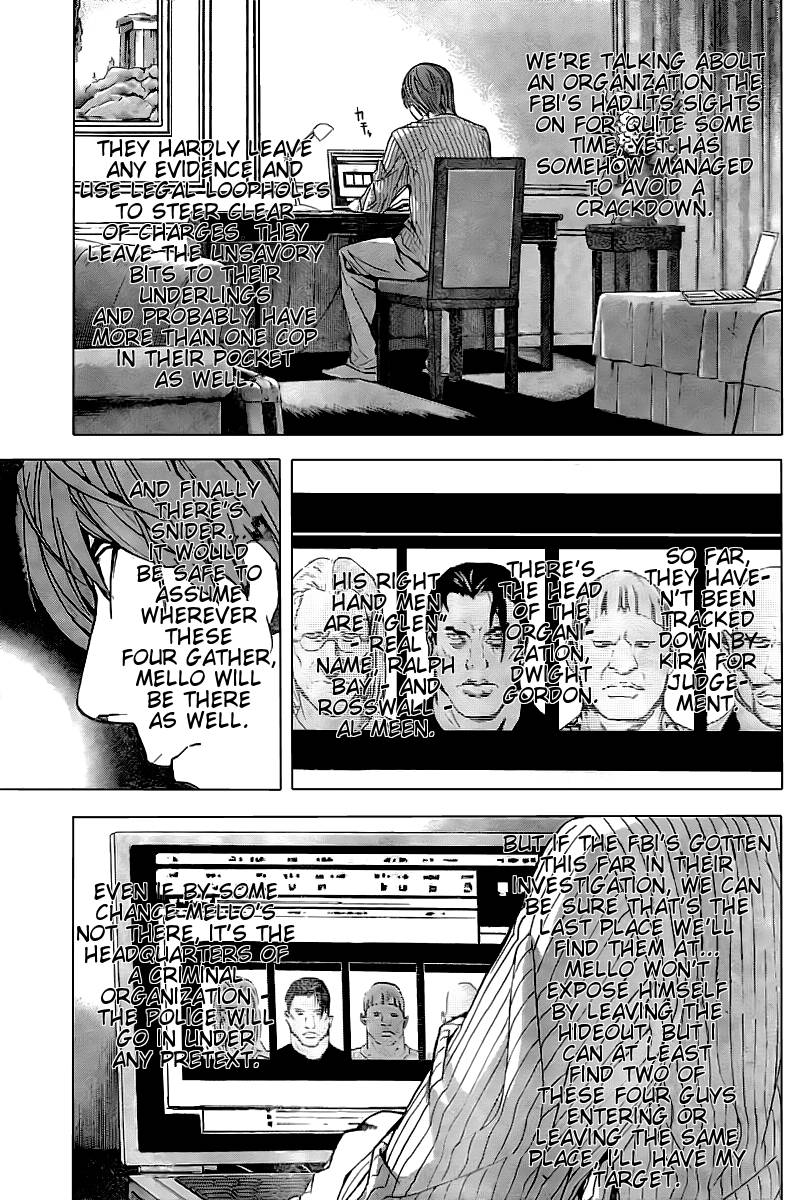 WE'RE TALKING ABOUT
AN ORGANIZATION THE
FBI'S HAD ITS SIGHTS
ON FOR QUITE SOME
TIME, YET HAS
SOMEHOW MANAGED
TO AVOID A
CRACKDOWN.
カチッ
THEY HARDLY LEAVE
ANY EVIDENCE AND
USE LEGAL LOOPHOLES
TO STEER CLEAR
OF CHARGES. THEY
LEAVE THE UNSAVORY
BITS TO THEIR
UNDERLINGS
AND PROBABLY HAVE
MORE THAN ONE COP
IN THEIR POCKET
AS WELL.
SO FAR,
THEY HAVE-
N'T BEEN
TRACKED
DOWN BY
KIRA FOR
JUDGE-
MENT.
THERE'S
THE HEAD
OF THE
ORGANI-
ZATION,
DWIGHT
GORDON.
HIS RIGHT
HAND MEN
ARE "GLEN"
- REAL
NAME, RALPH
BAY, - AND
ROSSWALL
AL MEEN.
AND FINALLY
THERE'S
SNIDER...
IT WOULD
BE SAFE TO
ASSUME
WHEREVER
THESE
FOUR GATHER,
MELLO WILL
BE THERE
AS WELL.
BUT IF THE FBI'S GOTTEN
THIS FAR IN THEIR
INVESTIGATION, WE CAN
BE SURE THAT'S THE
LAST PLACE WE'LL
FIND THEM AT...
MELLO WON'T
EXPOSE HIMSELF
BY LEAVING THE
HIDEOUT, BUT I
CAN AT LEAST
FIND TWO OF
THESE FOUR GUYS
ENTERING OR
LEAVING THE SAME
PLACE, I'LL HAVE MY
TARGET.
EVEN IF BY SOME
CHANCE MELLO'S
NOT THERE, IT'S THE
HEADQUARTERS OF
A CRIMINAL
ORGANIZATION -
THE POLICE WILL
GO IN UNDER
ANY PRETEXT.